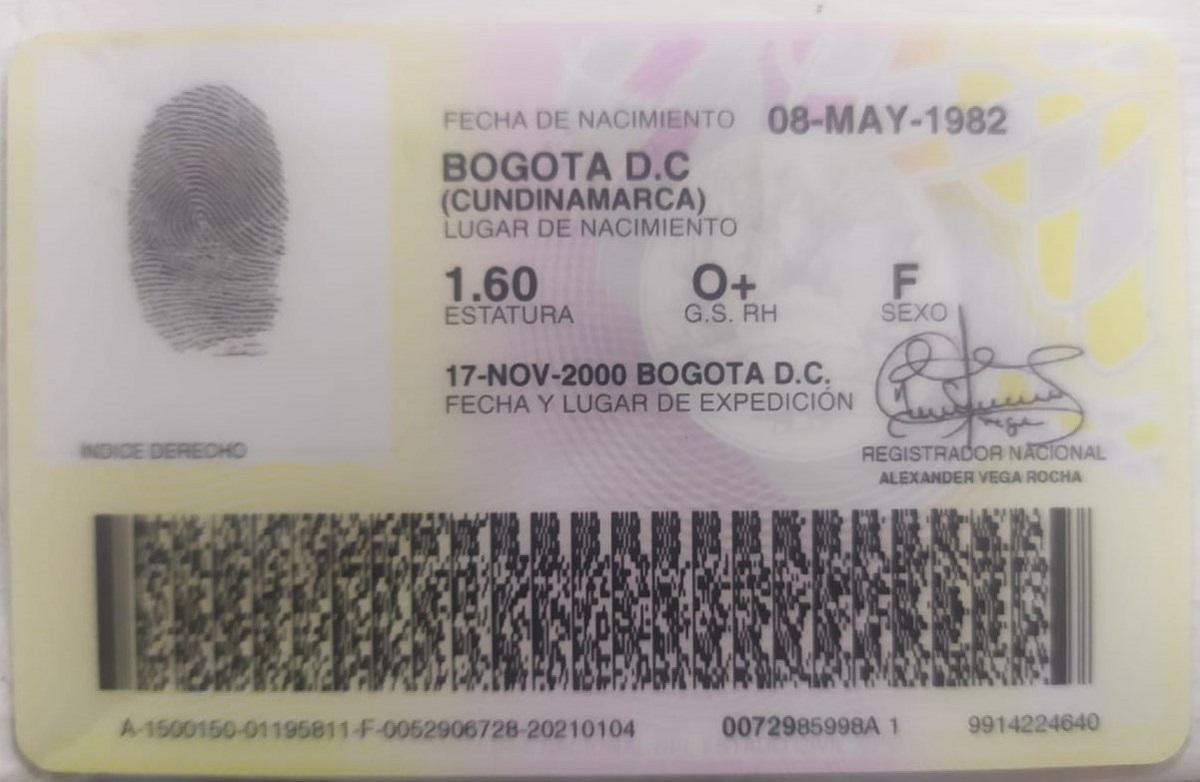 FECHA DE NACIMIENTO 08-MAY-1982
BOGOTA D.C
(CUNDINAMARCA)
LUGAR DE NACIMIENTO
1.60 O+ F
ESTATURA G.S. RH SEXO
17-NOV-2000 BOGOTA D.C.
FECHA Y LUGAR DE EXPEDICIÓN
INDICE DERECHO
REGISTRADOR NACIONAL
ALEXANDER VEGA ROCHA
A-1500150-01195811-F-0052906728-20210104 0072985998A 1 9914224640